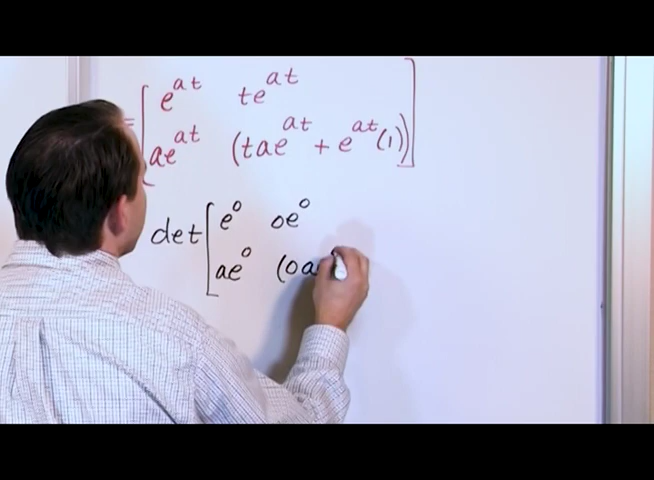 = [ e^{at} te^{at} ]
[ ae^{at} (tae^{at} + e^{at}(1)) ]
det [ e^0 0e^0
ae^0 (0a